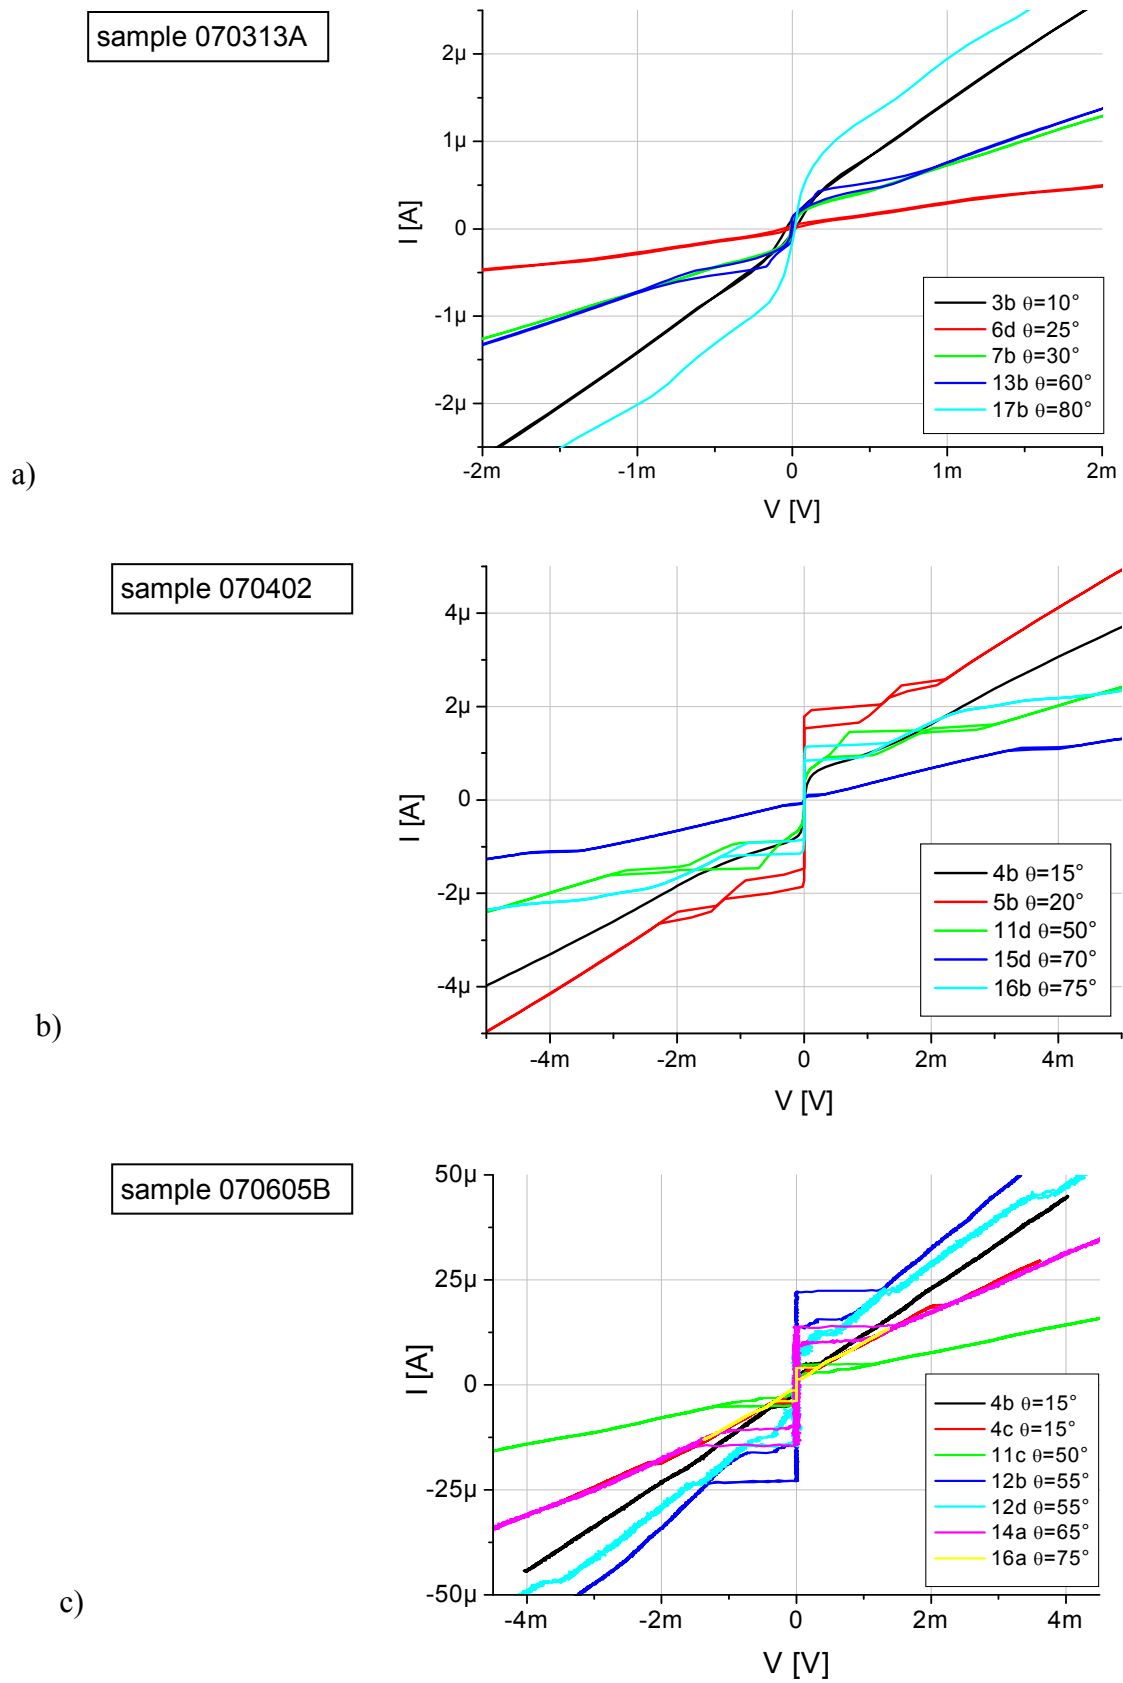 sample 070313A
2µ
1µ
0
-1µ
-2µ
I [A]
3b θ=10°
6d θ=25°
7b θ=30°
13b θ=60°
17b θ=80°
-2m -1m 0 1m 2m
V [V]
a)
sample 070402
4µ
2µ
0
-2µ
-4µ
I [A]
4b θ=15°
5b θ=20°
11d θ=50°
15d θ=70°
16b θ=75°
-4m -2m 0 2m 4m
V [V]
b)
sample 070605B
50µ
25µ
0
-25µ
-50µ
I [A]
4b θ=15°
4c θ=15°
11c θ=50°
12b θ=55°
12d θ=55°
14a θ=65°
16a θ=75°
-4m -2m 0 2m 4m
V [V]
c)